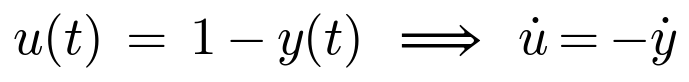 u(t) = 1 − y(t) ⟹ u̇ = −ẏ